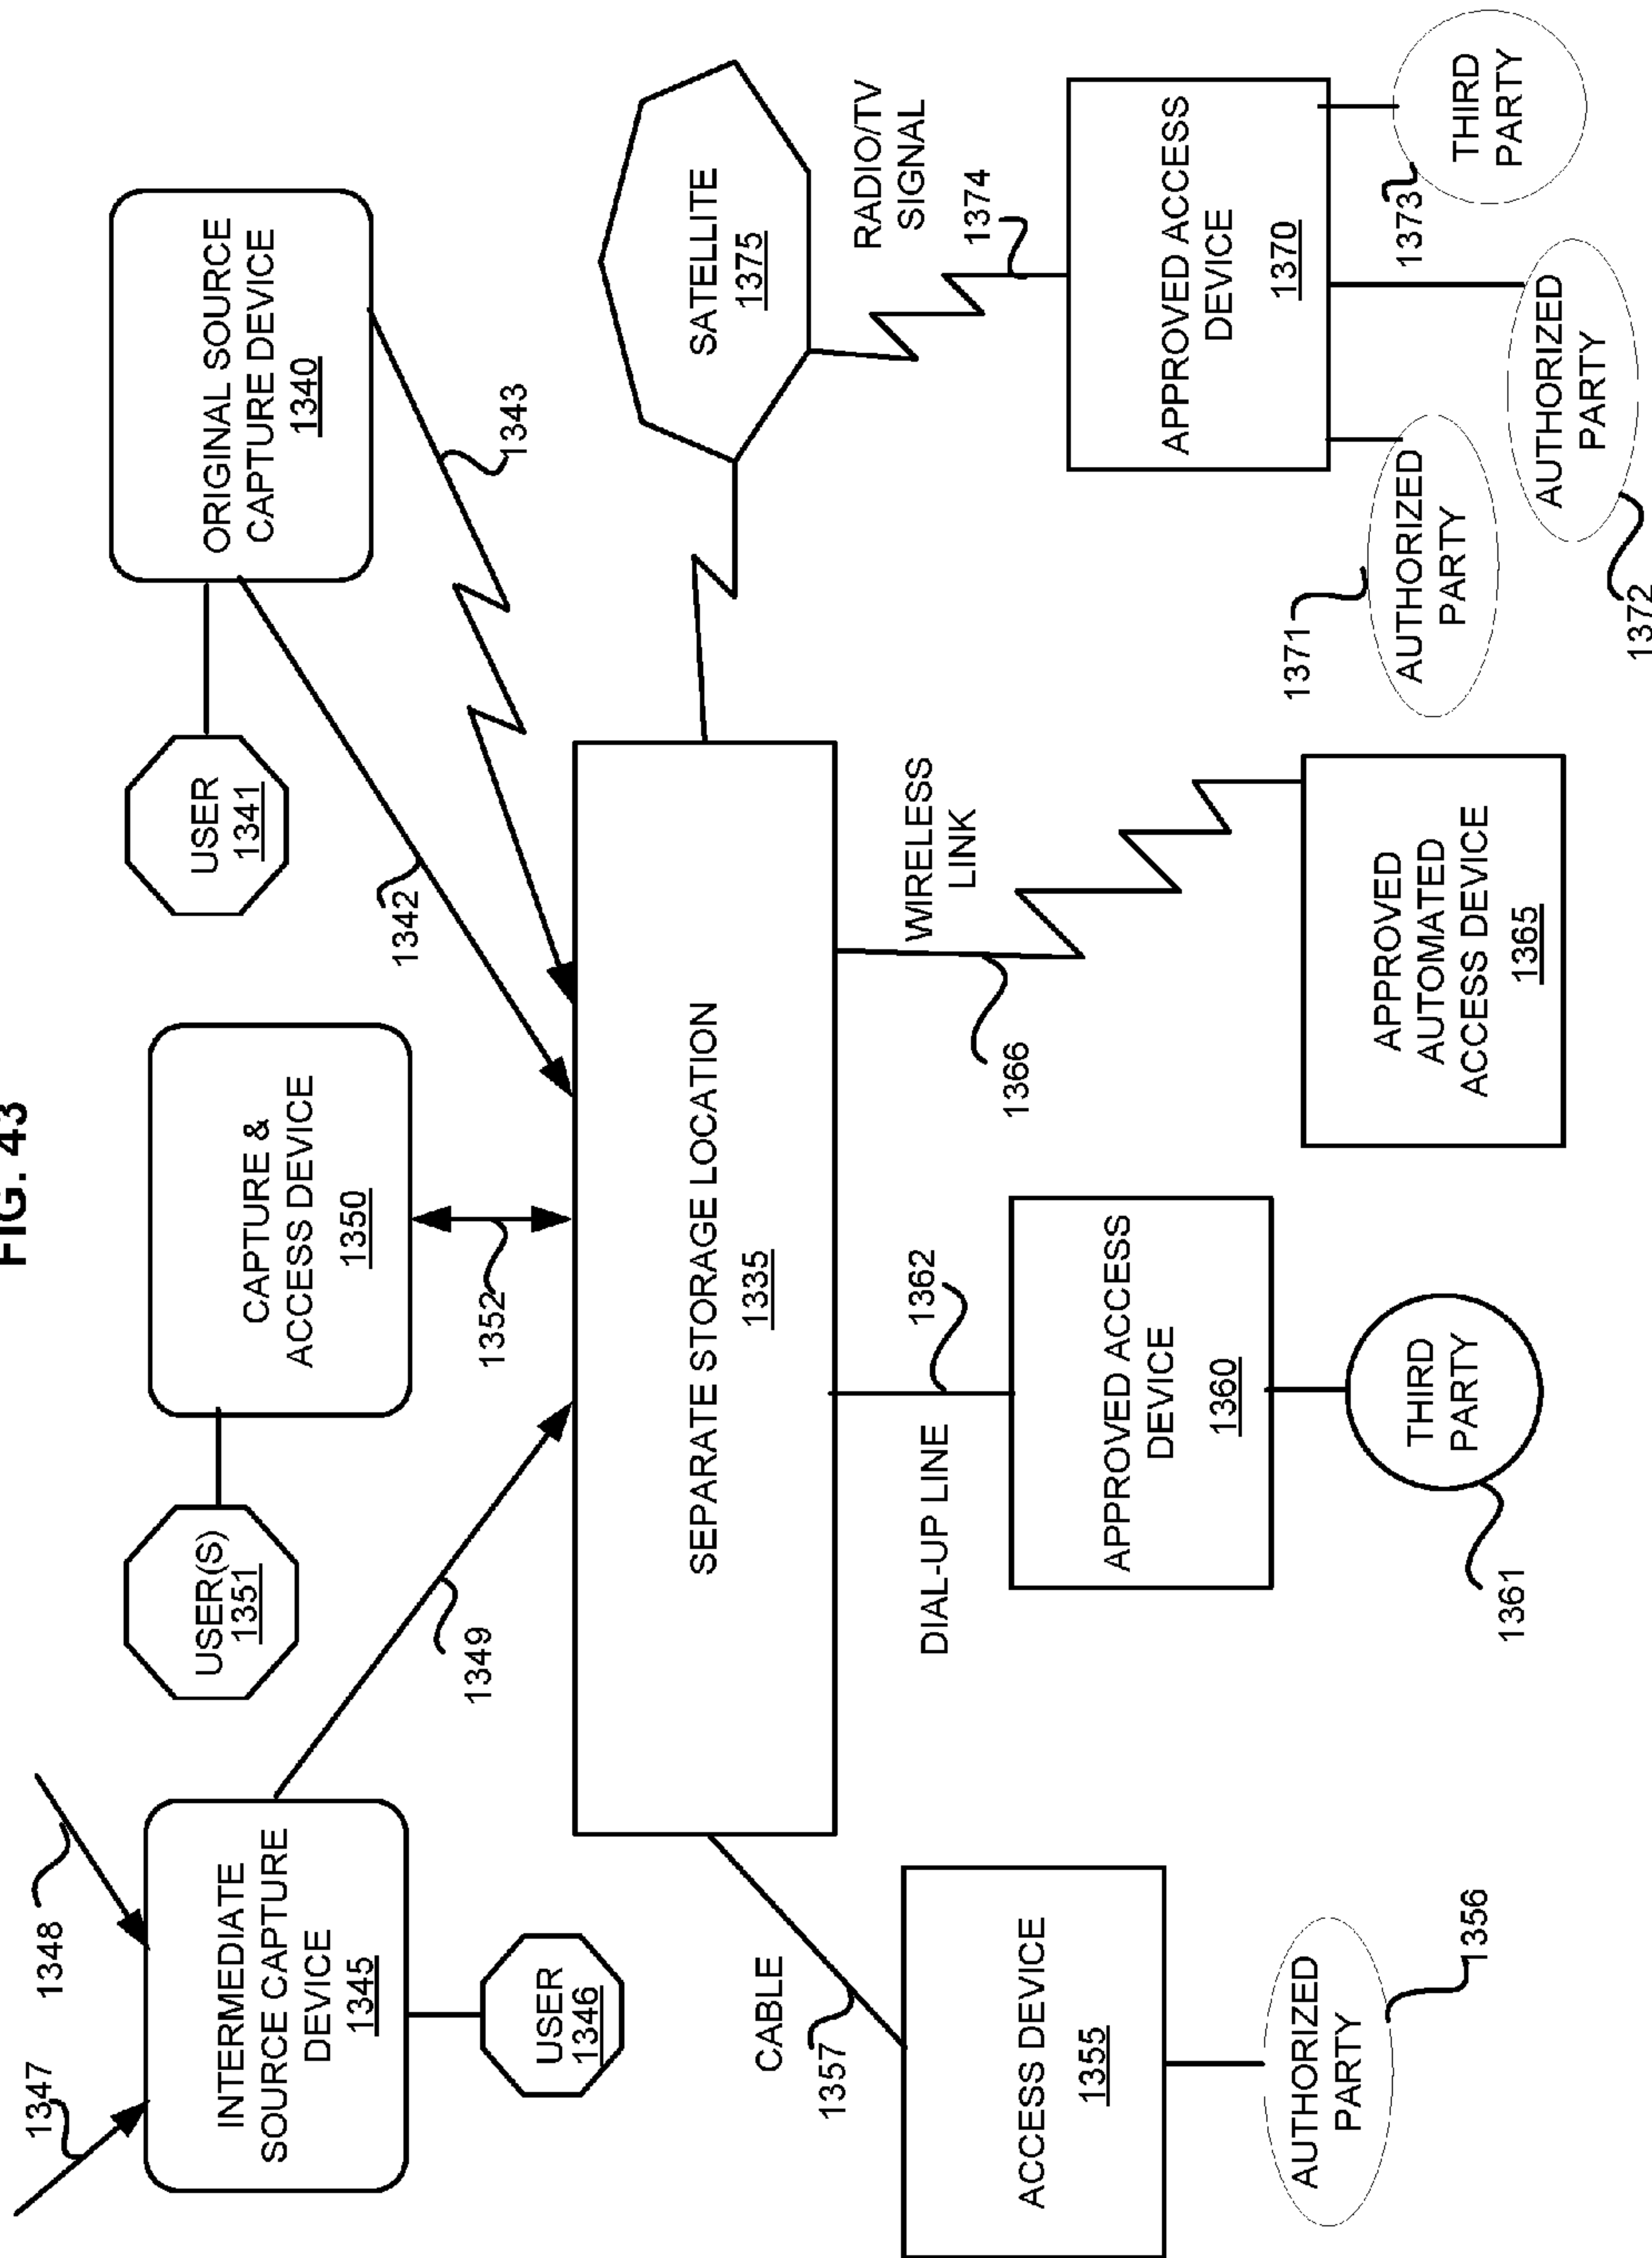 FIG. 43
1347
1348
INTERMEDIATE
SOURCE CAPTURE
DEVICE
1345
USER
1346
1349
USER(S)
1351
CAPTURE &
ACCESS DEVICE
1350
1352
USER
1341
ORIGINAL SOURCE
CAPTURE DEVICE
1340
1342
1343
SEPARATE STORAGE LOCATION
1335
SATELLITE
1375
CABLE
1357
ACCESS DEVICE
1355
AUTHORIZED
PARTY
1356
DIAL-UP LINE
1362
APPROVED ACCESS
DEVICE
1360
THIRD
PARTY
1361
WIRELESS
LINK
1366
APPROVED
AUTOMATED
ACCESS DEVICE
1365
RADIO/TV
SIGNAL
1374
APPROVED ACCESS
DEVICE
1370
1371
AUTHORIZED
PARTY
AUTHORIZED
PARTY
1372
1373
THIRD
PARTY